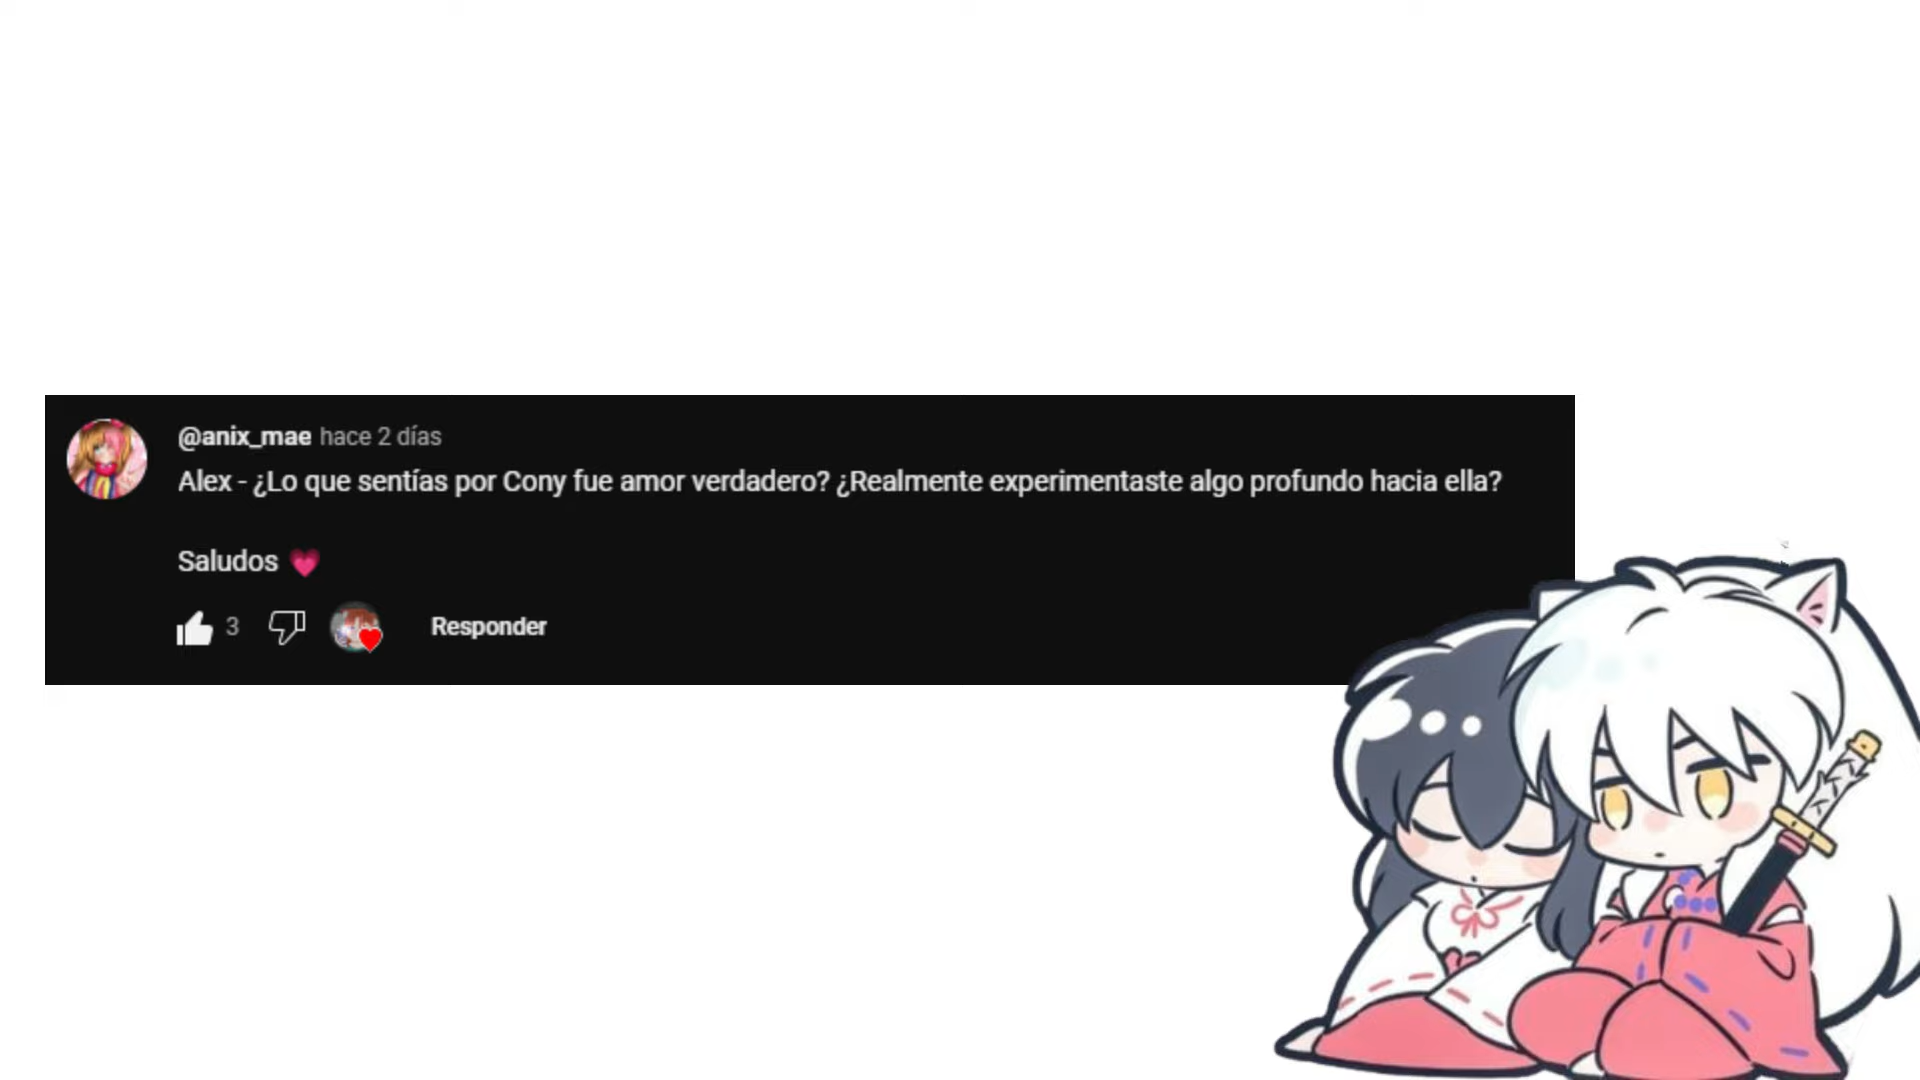 @anix_mae hace 2 días
Alex - ¿Lo que sentías por Cony fue amor verdadero? ¿Realmente experimentaste algo profundo hacia ella?
Saludos 💗
3 Responder